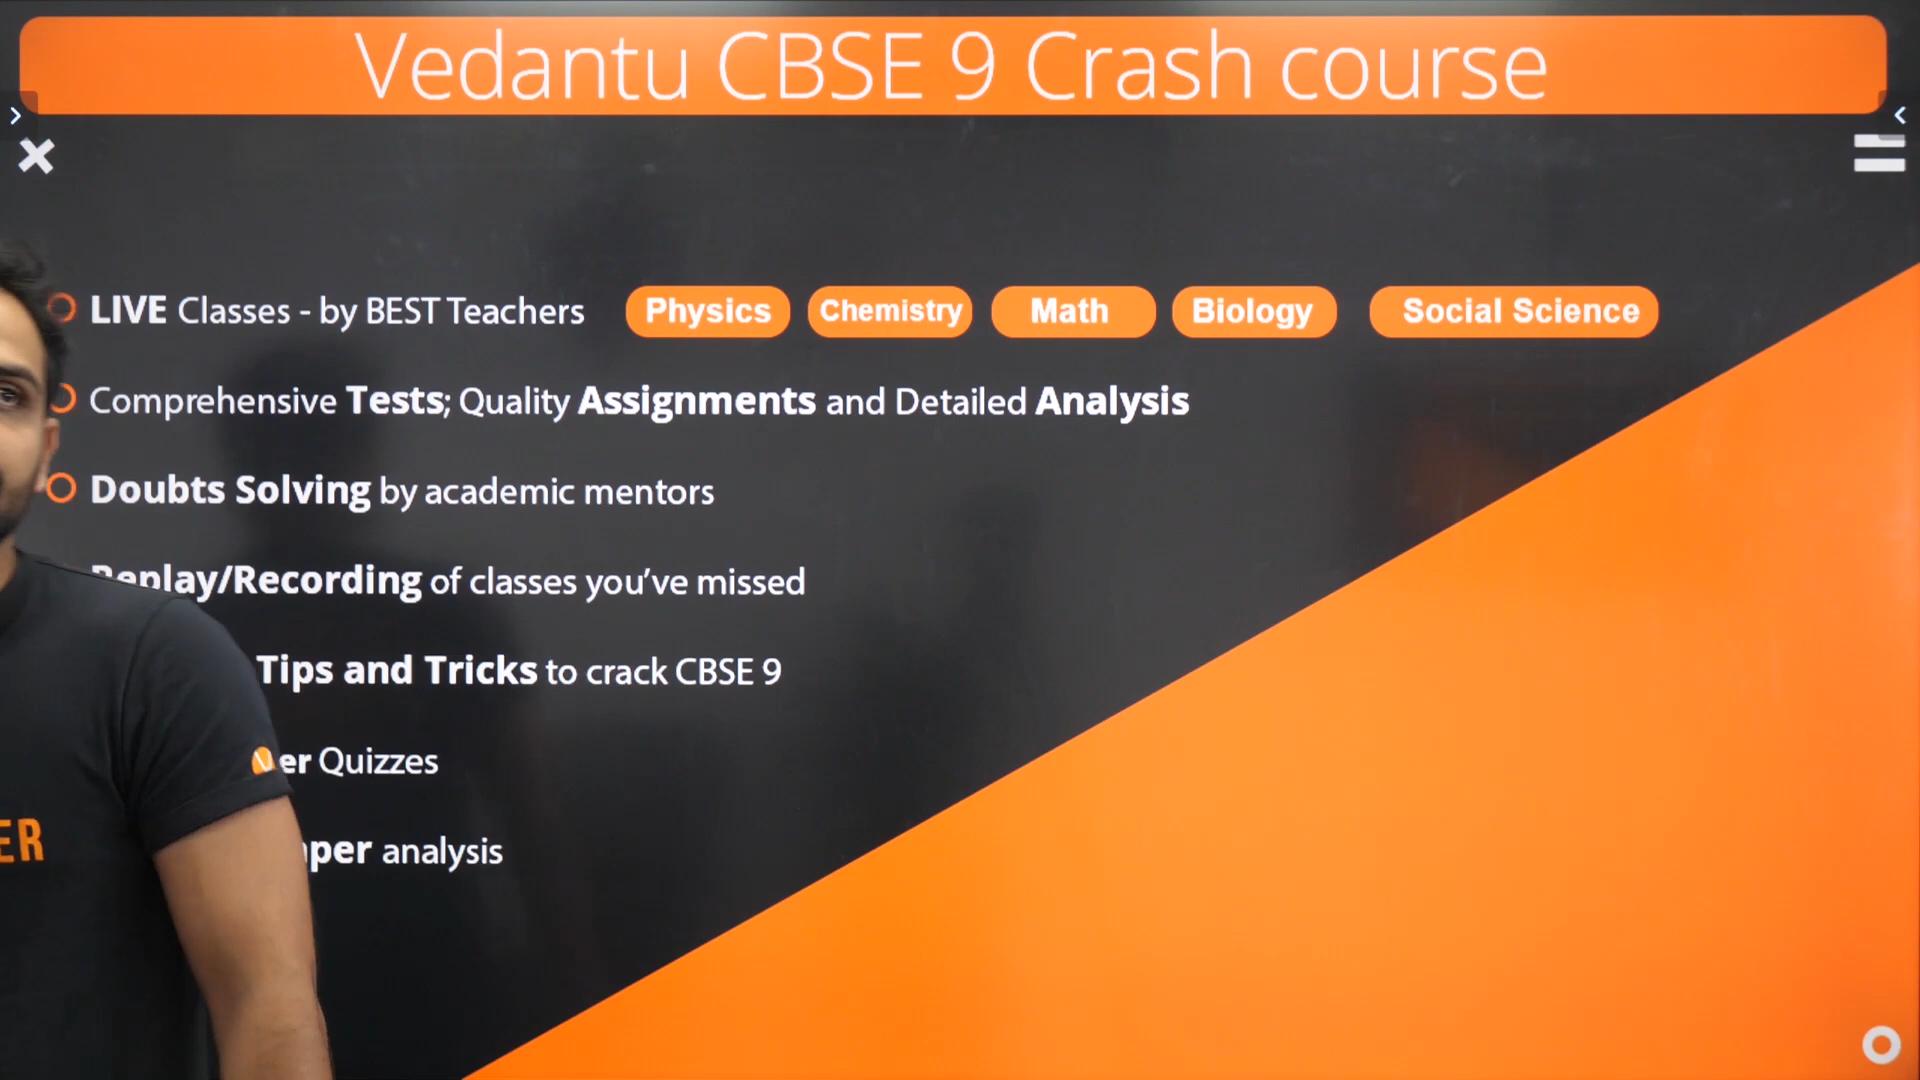 Vedantu CBSE 9 Crash course
LIVE Classes - by BEST Teachers Physics Chemistry Math Biology Social Science
Comprehensive Tests; Quality Assignments and Detailed Analysis
Doubts Solving by academic mentors
Replay/Recording of classes you've missed
Tips and Tricks to crack CBSE 9
Quizzes
analysis